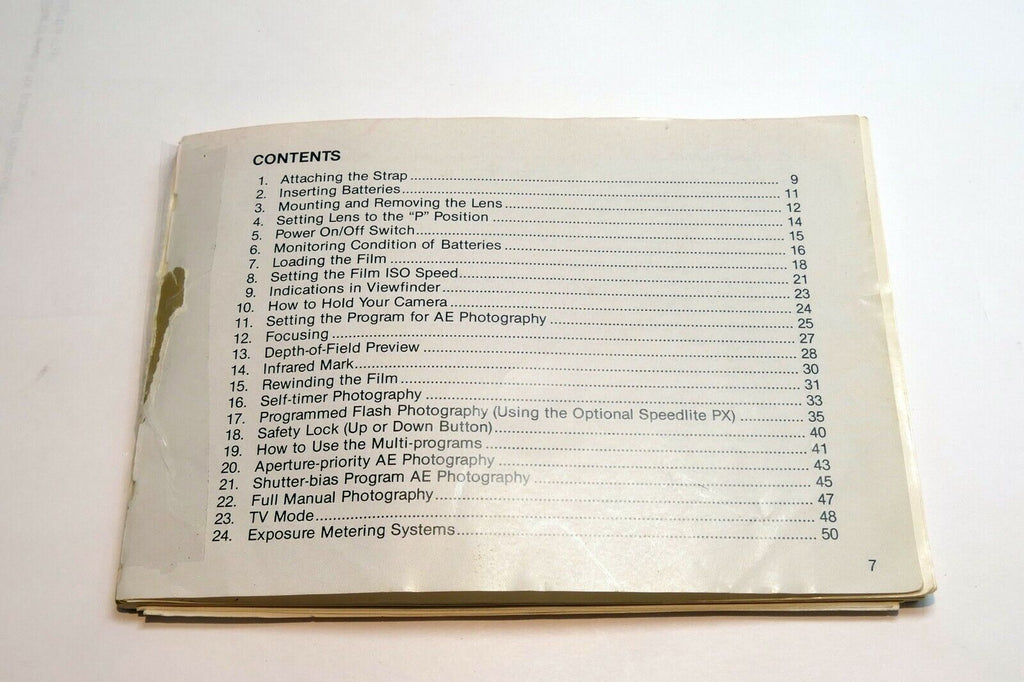 CONTENTS
1. Attaching the Strap ........ 9
2. Inserting Batteries ........ 11
3. Mounting and Removing the Lens ........ 12
4. Setting Lens to the “P” Position ........ 14
5. Power On/Off Switch ........ 15
6. Monitoring Condition of Batteries ........ 16
7. Loading the Film ........ 18
8. Setting the Film ISO Speed ........ 21
9. Indications in Viewfinder ........ 23
10. How to Hold Your Camera ........ 24
11. Setting the Program for AE Photography ........ 25
12. Focusing ........ 27
13. Depth-of-Field Preview ........ 28
14. Infrared Mark ........ 30
15. Rewinding the Film ........ 31
16. Self-timer Photography ........ 33
17. Programmed Flash Photography (Using the Optional Speedlite PX) ........ 35
18. Safety Lock (Up or Down Button) ........ 40
19. How to Use the Multi-programs ........ 41
20. Aperture-priority AE Photography ........ 43
21. Shutter-bias Program AE Photography ........ 45
22. Full Manual Photography ........ 47
23. TV Mode ........ 48
24. Exposure Metering Systems ........ 50
7